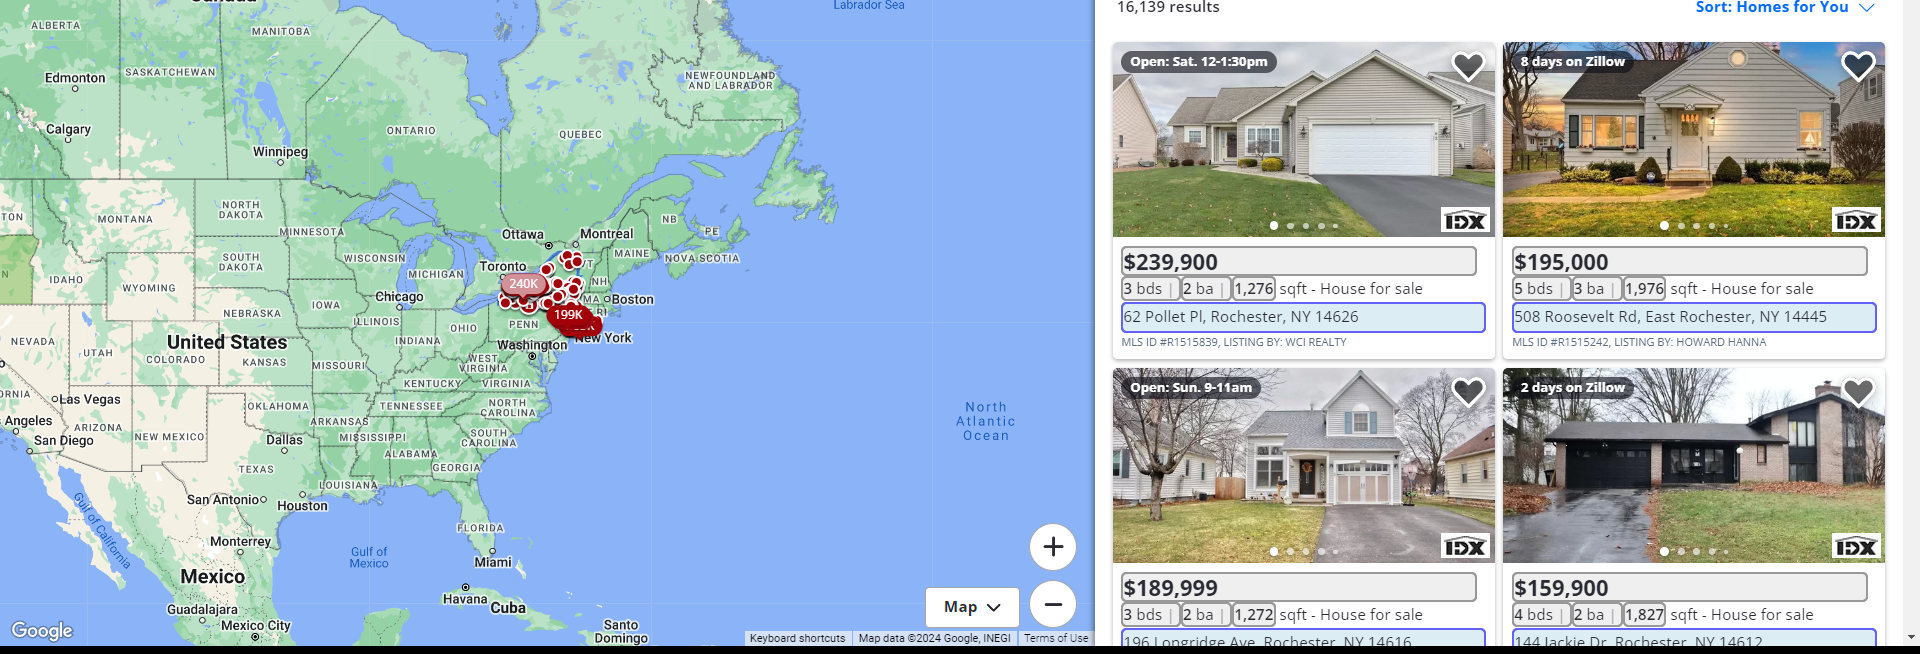 Canada
Labrador Sea
ALBERTA
MANITOBA
Edmonton
SASKATCHEWAN
NEWFOUNDLAND
AND LABRADOR
Calgary
ONTARIO
QUEBEC
Winnipeg
NORTH
DAKOTA
TON
MONTANA
MINNESOTA
Ottawa
Montreal
NB
PE
NOVA SCOTIA
MAINE
VT
NH
MA
SOUTH
DAKOTA
WISCONSIN
MICHIGAN
Toronto
N
IDAHO
WYOMING
240K
199K
Chicago
IOWA
NEBRASKA
ILLINOIS
OHIO
PENN
Boston
New York
NEVADA
UTAH
United States
COLORADO
KANSAS
MISSOURI
INDIANA
WEST
VIRGINIA
Washington
KENTUCKY
VIRGINIA
ORNIA
Las Vegas
Angeles
San Diego
ARIZONA
NEW MEXICO
OKLAHOMA
ARKANSAS
TENNESSEE
NORTH
CAROLINA
MISSISSIPPI
SOUTH
CAROLINA
Dallas
ALABAMA
GEORGIA
TEXAS
LOUISIANA
San Antonio
Houston
Gulf of California
FLORIDA
North
Atlantic
Ocean
Monterrey
Gulf of
Mexico
Miami
Mexico
Havana
Cuba
Guadalajara
Mexico City
Santo
Domingo
Map
Google
Keyboard shortcuts
Map data ©2024 Google, INEGI
Terms of Use
16,139 results
Sort: Homes for You
Open: Sat. 12-1:30pm
IDX
$239,900
3 bds | 2 ba | 1,276 sqft - House for sale
62 Pollet Pl, Rochester, NY 14626
MLS ID #R1515839, LISTING BY: WCI REALTY
8 days on Zillow
IDX
$195,000
5 bds | 3 ba | 1,976 sqft - House for sale
508 Roosevelt Rd, East Rochester, NY 14445
MLS ID #R1515242, LISTING BY: HOWARD HANNA
Open: Sun. 9-11am
IDX
$189,999
3 bds | 2 ba | 1,272 sqft - House for sale
196 Longridge Ave, Rochester, NY 14616
2 days on Zillow
IDX
$159,900
4 bds | 2 ba | 1,827 sqft - House for sale
144 Jackie Dr, Rochester, NY 14612